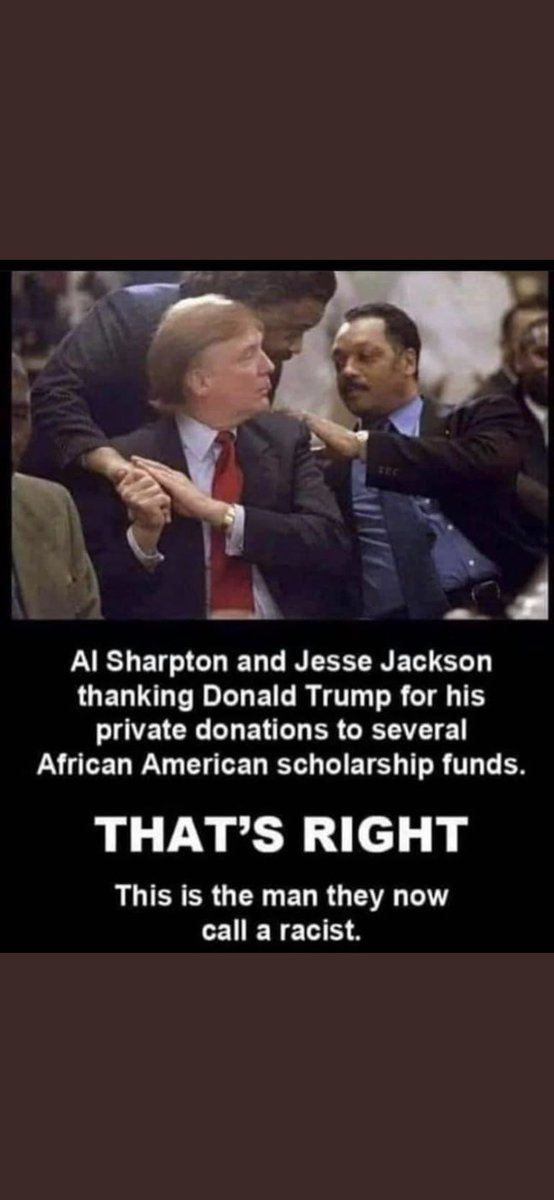 Al Sharpton and Jesse Jackson
thanking Donald Trump for his
private donations to several
African American scholarship funds.
THAT'S RIGHT
This is the man they now
call a racist.